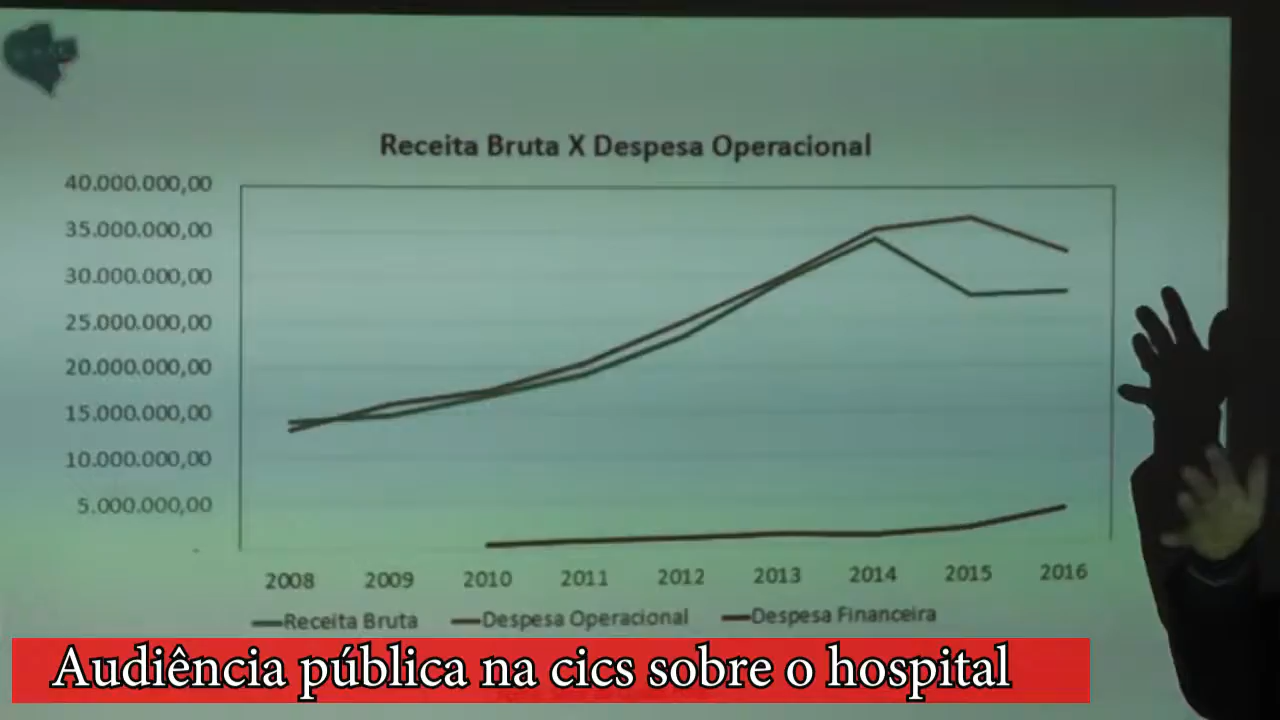 Receita Bruta X Despesa Operacional
40.000.000,00
35.000.000,00
30.000.000,00
25.000.000,00
20.000.000,00
15.000.000,00
10.000.000,00
5.000.000,00
-
2008 2009 2010 2011 2012 2013 2014 2015 2016
Receita Bruta Despesa Operacional Despesa Financeira
Audiência pública na cics sobre o hospital